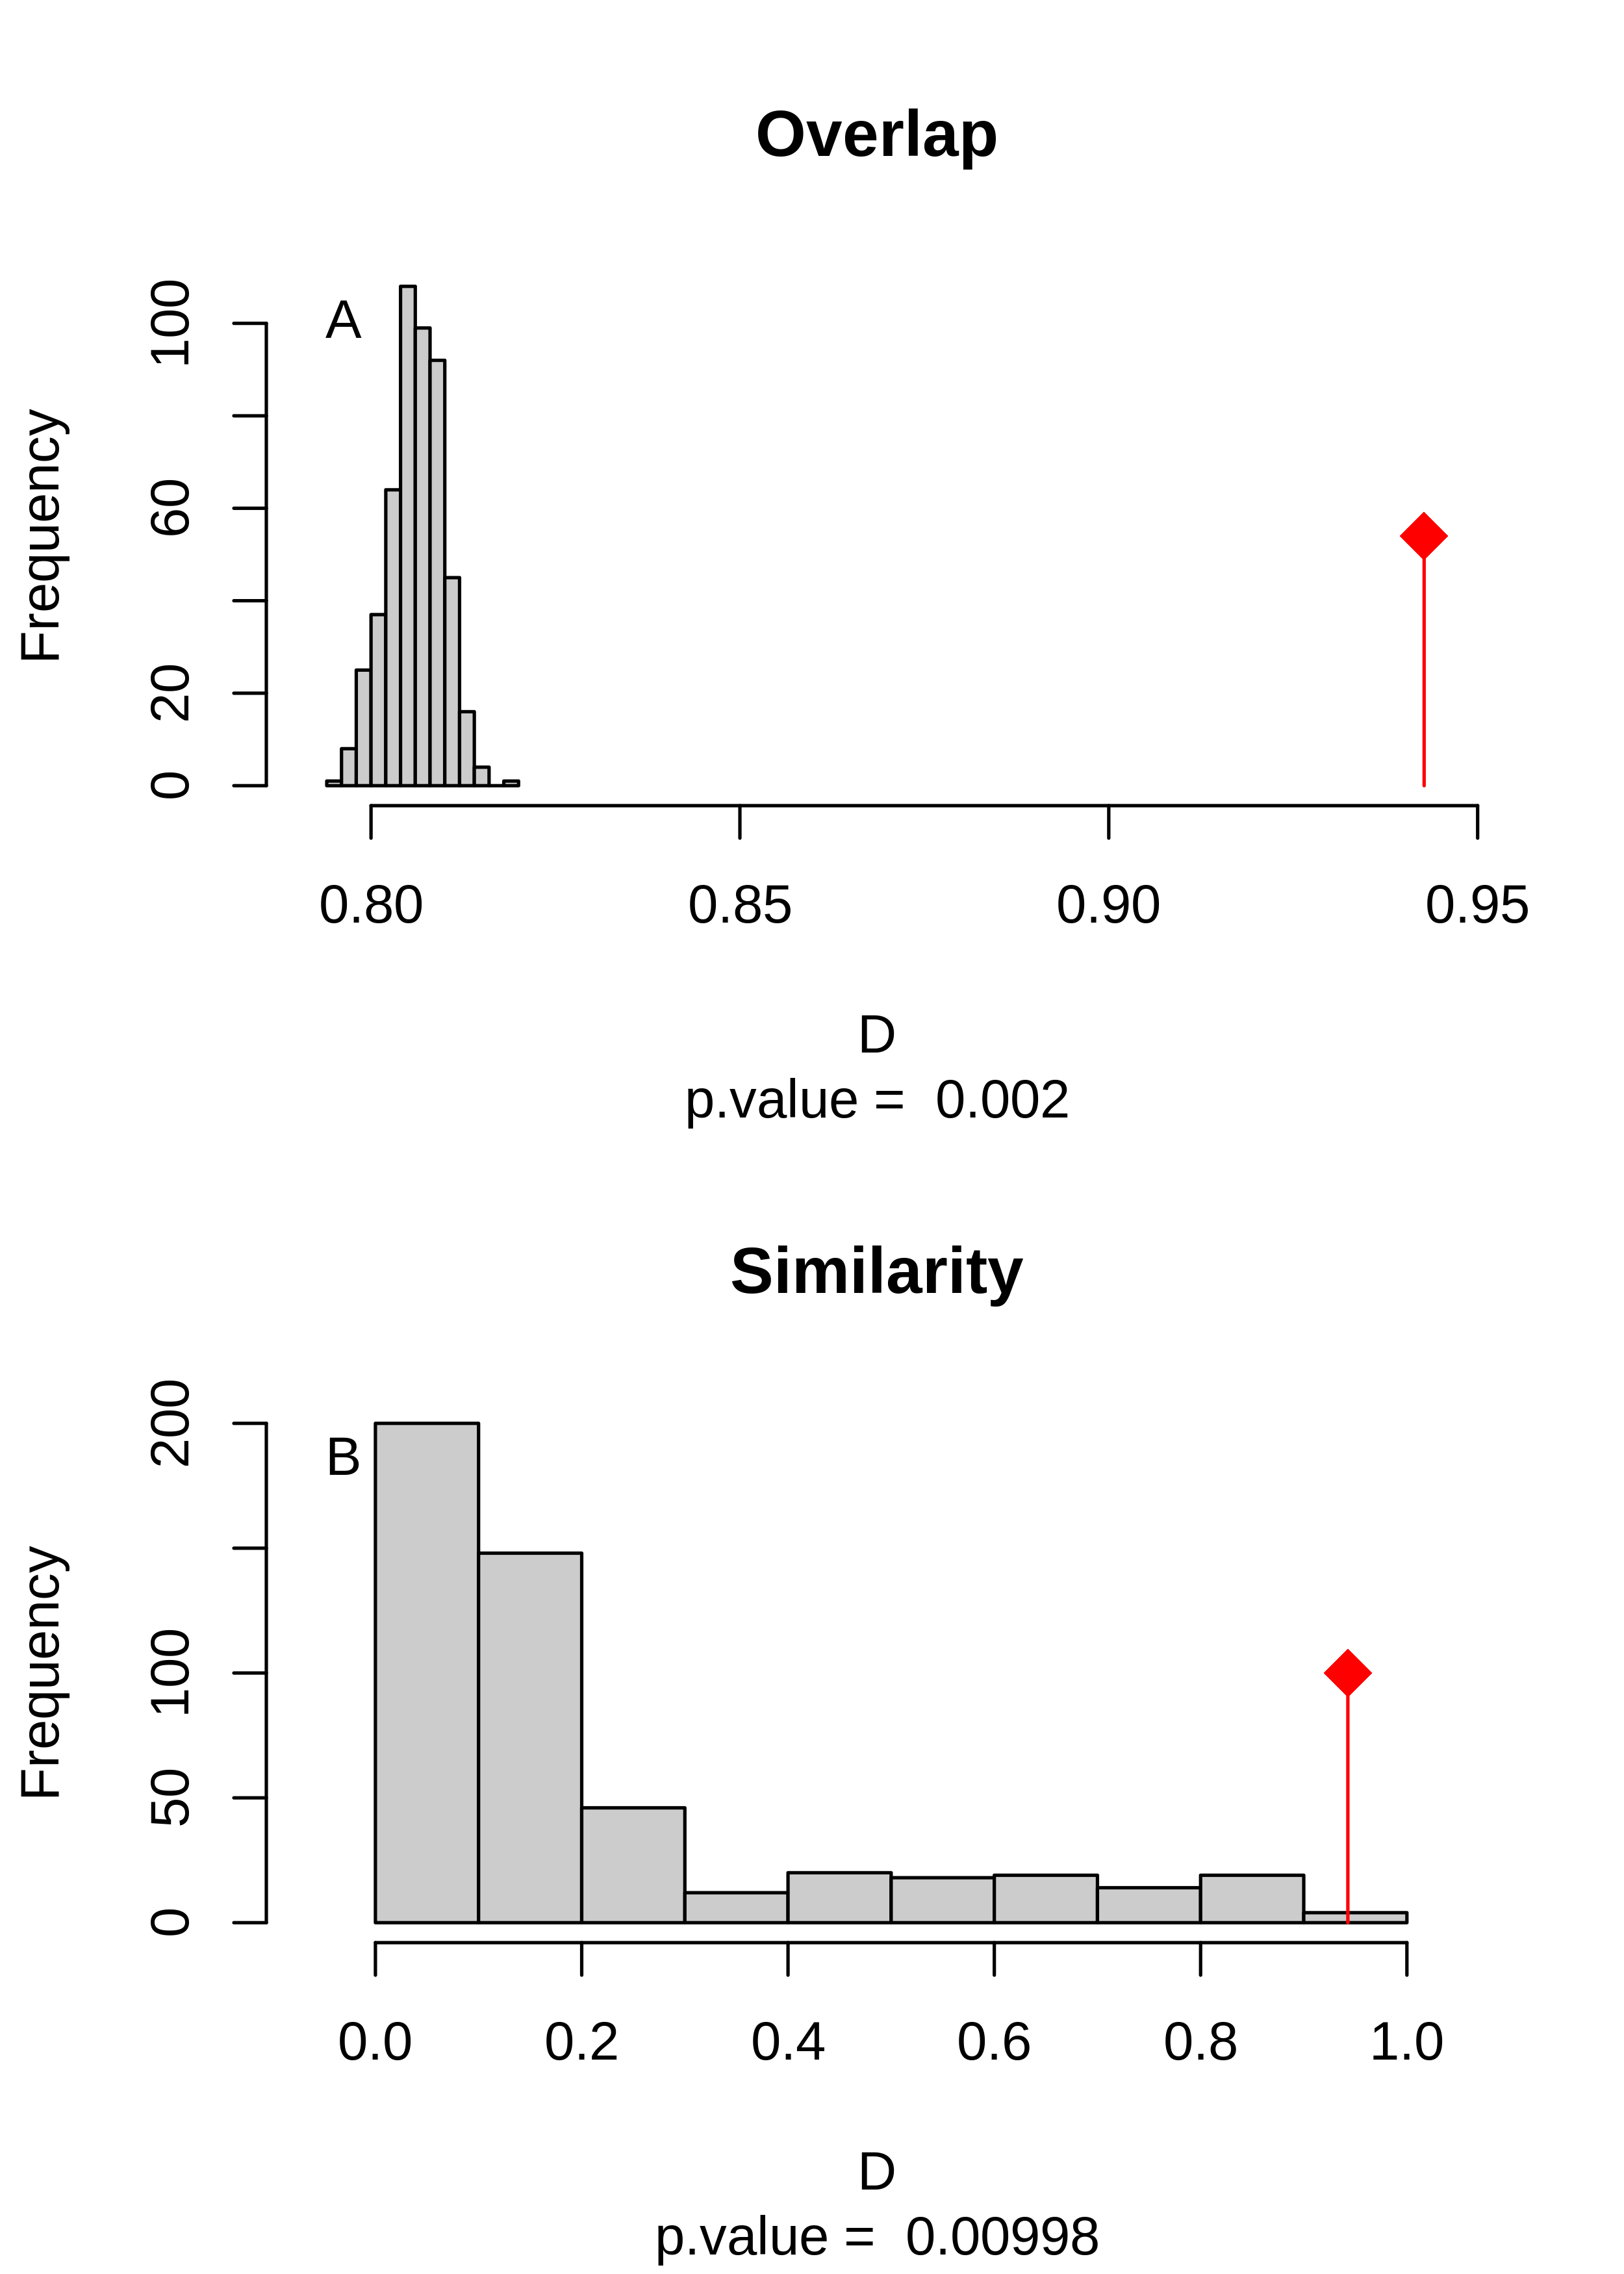 Overlap
A
Frequency
100
60
20
0
0.80 0.85 0.90 0.95
D
p.value = 0.002
Similarity
B
Frequency
200
100
50
0
0.0 0.2 0.4 0.6 0.8 1.0
D
p.value = 0.00998